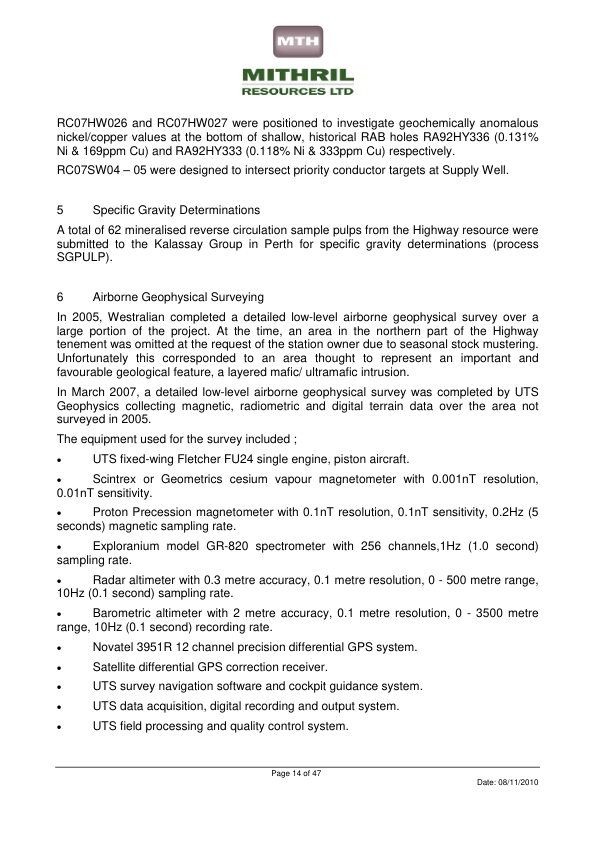 MTH
MITHRIL
RESOURCES LTD
RC07HW026 and RC07HW027 were positioned to investigate geochemically anomalous
nickel/copper values at the bottom of shallow, historical RAB holes RA92HY336 (0.131%
Ni & 169ppm Cu) and RA92HY333 (0.118% Ni & 333ppm Cu) respectively.
RC07SW04 – 05 were designed to intersect priority conductor targets at Supply Well.
5 Specific Gravity Determinations
A total of 62 mineralised reverse circulation sample pulps from the Highway resource were
submitted to the Kalassay Group in Perth for specific gravity determinations (process
SGPULP).
6 Airborne Geophysical Surveying
In 2005, Westralian completed a detailed low-level airborne geophysical survey over a
large portion of the project. At the time, an area in the northern part of the Highway
tenement was omitted at the request of the station owner due to seasonal stock mustering.
Unfortunately this corresponded to an area thought to represent an important and
favourable geological feature, a layered mafic/ ultramafic intrusion.
In March 2007, a detailed low-level airborne geophysical survey was completed by UTS
Geophysics collecting magnetic, radiometric and digital terrain data over the area not
surveyed in 2005.
The equipment used for the survey included ;
• UTS fixed-wing Fletcher FU24 single engine, piston aircraft.
• Scintrex or Geometrics cesium vapour magnetometer with 0.001nT resolution,
0.01nT sensitivity.
• Proton Precession magnetometer with 0.1nT resolution, 0.1nT sensitivity, 0.2Hz (5
seconds) magnetic sampling rate.
• Exploranium model GR-820 spectrometer with 256 channels,1Hz (1.0 second)
sampling rate.
• Radar altimeter with 0.3 metre accuracy, 0.1 metre resolution, 0 - 500 metre range,
10Hz (0.1 second) sampling rate.
• Barometric altimeter with 2 metre accuracy, 0.1 metre resolution, 0 - 3500 metre
range, 10Hz (0.1 second) recording rate.
• Novatel 3951R 12 channel precision differential GPS system.
• Satellite differential GPS correction receiver.
• UTS survey navigation software and cockpit guidance system.
• UTS data acquisition, digital recording and output system.
• UTS field processing and quality control system.
Page 14 of 47
Date: 08/11/2010